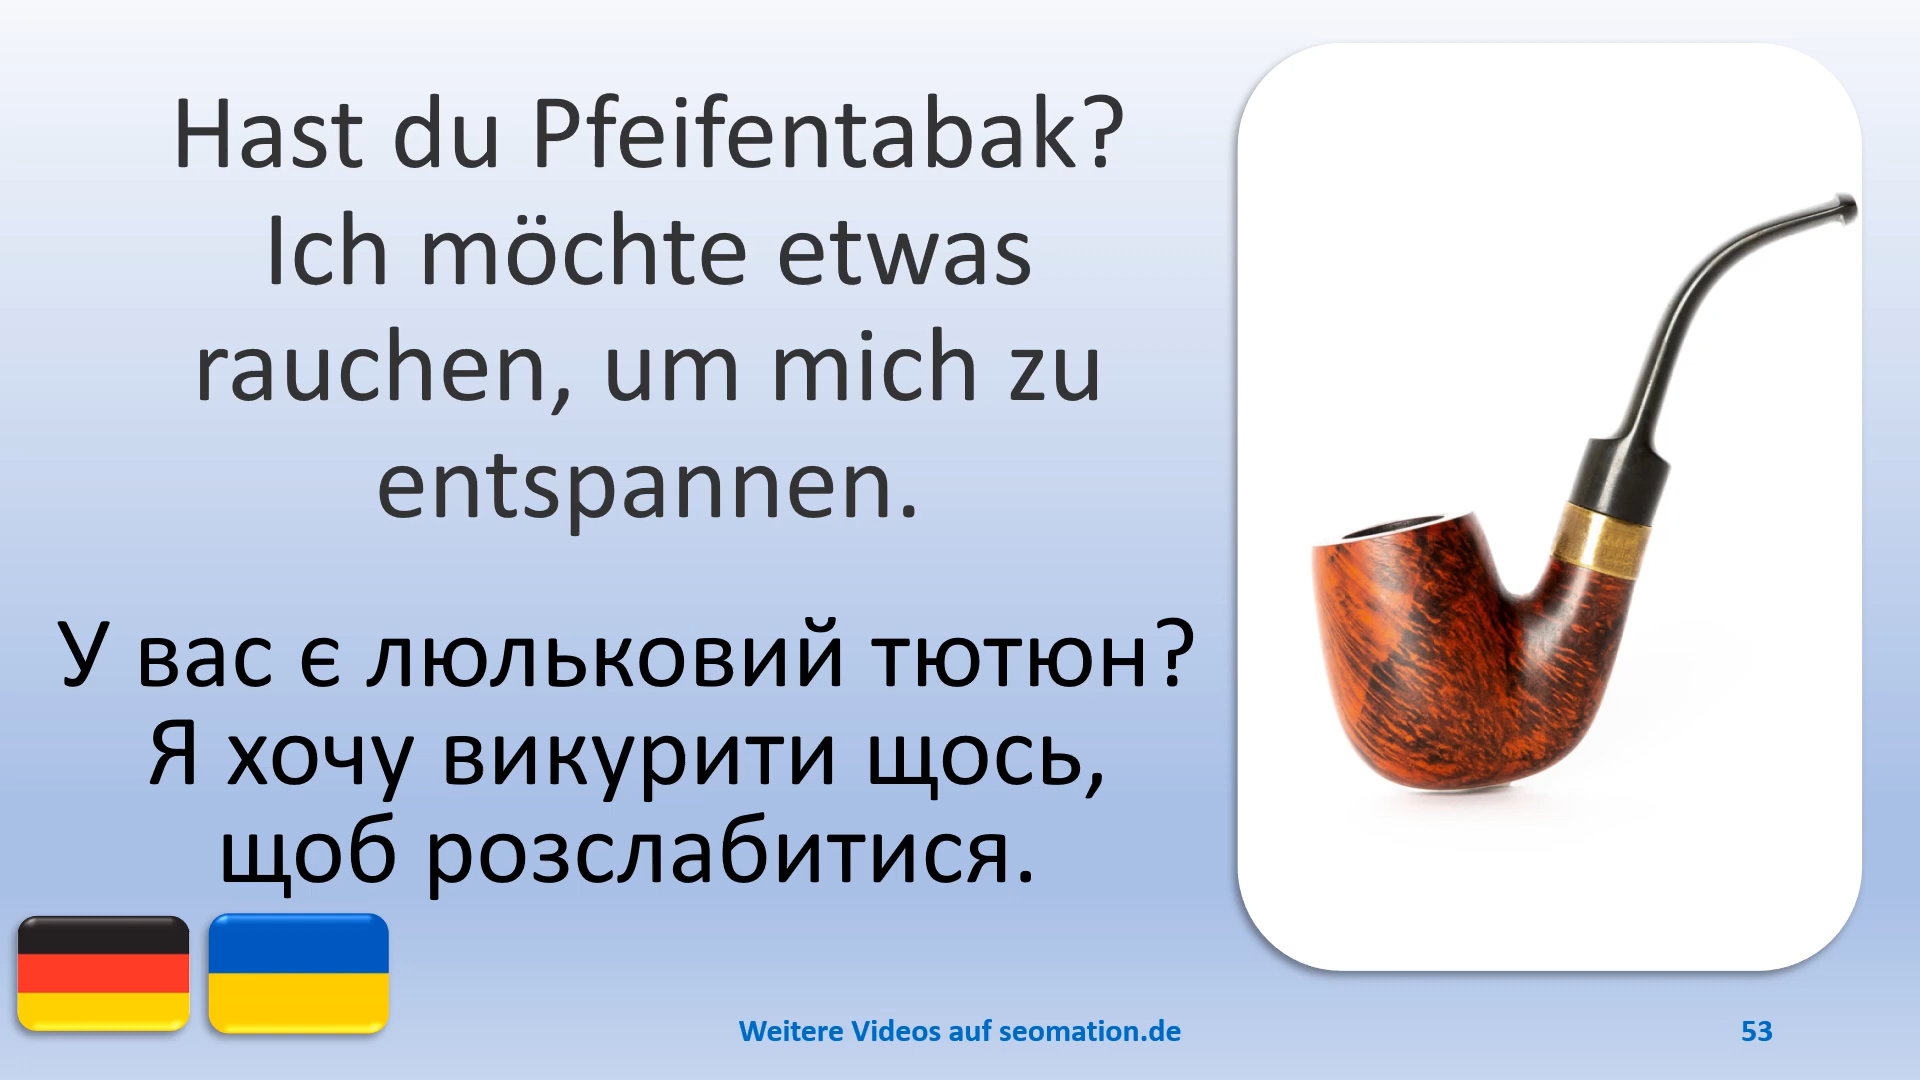 Hast du Pfeifentabak?
Ich möchte etwas
rauchen, um mich zu
entspannen.
У вас є люльковий тютюн?
Я хочу викурити щось,
щоб розслабитися.
Weitere Videos auf seomation.de
53